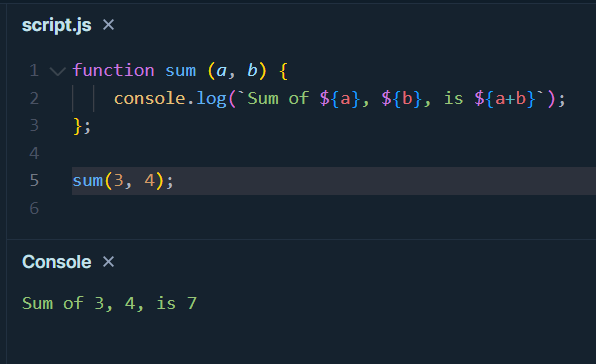 script.js ×
1 function sum (a, b) {
2 console.log(`Sum of ${a}, ${b}, is ${a+b}`);
3 };
4
5 sum(3, 4);
6
Console ×
Sum of 3, 4, is 7